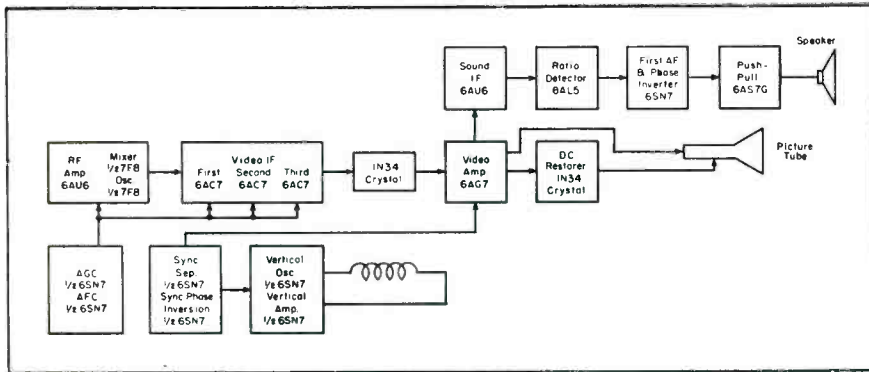 Speaker
Sound
IF
6AU6
Ratio
Detector
6AL5
First AF
& Phase
Inverter
6SN7
Push-
Pull
6AS7G
Picture
Tube
RF
Amp
6AU6
Mixer
1/2 7F8
Osc
1/2 7F8
Video IF
First Second Third
6AC7 6AC7 6AC7
IN34
Crystal
Video
Amp
6AG7
DC
Restorer
IN34
Crystal
AGC
1/2 6SN7
AFC
1/2 6SN7
Sync
Sep.
1/2 6SN7
Sync Phase
Inversion
1/2 6SN7
Vertical
Osc
1/2 6SN7
Vertical
Amp.
1/2 6SN7